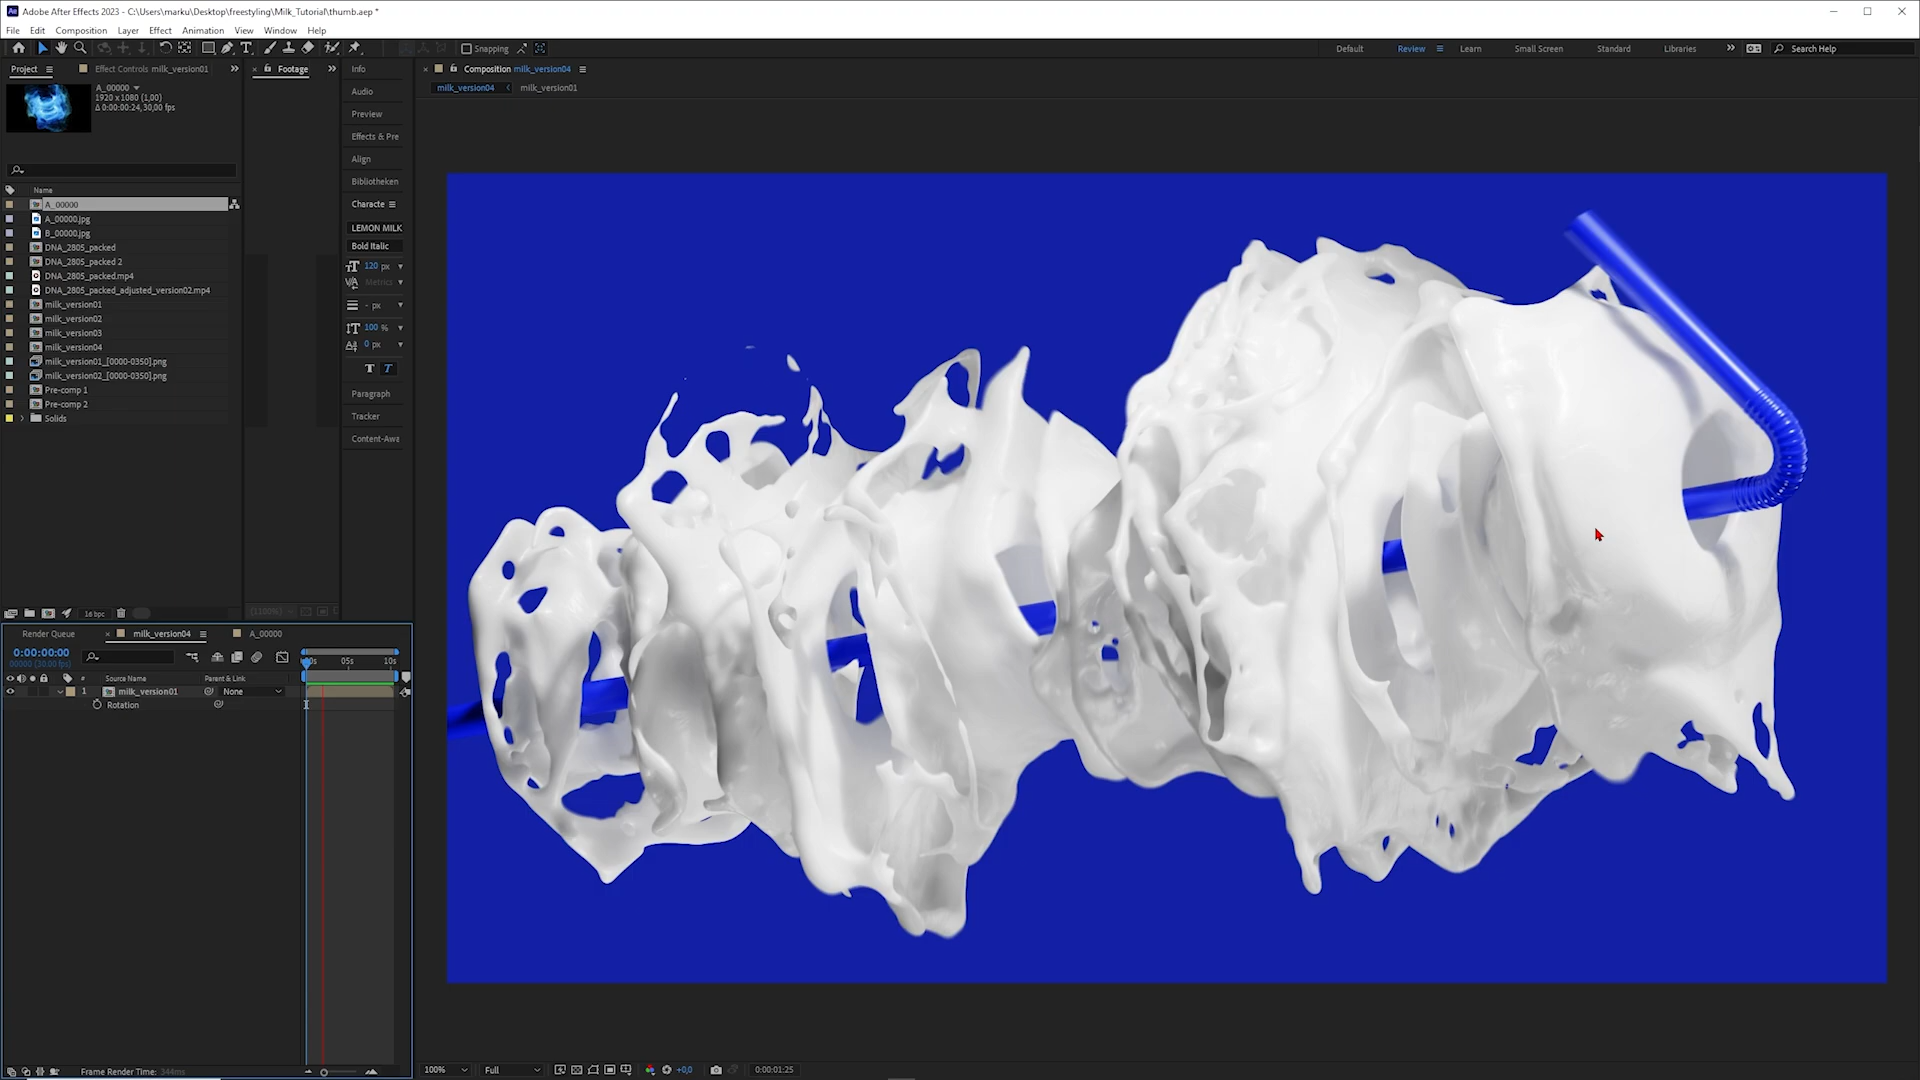 Adobe After Effects 2023 - C:\Users\marku\Desktop\freestyling\Milk_Tutorial\thumb.aep *
File Edit Composition Layer Effect Animation View Window Help
Snapping
Default Review Learn Small Screen Standard Libraries Search Help
Project Effect Controls milk_version01
Footage
A_00000
1920 x 1080 (1,00)
Δ 0:00:00:24, 30,00 fps
Name
A_00000
A_00000.jpg
B_00000.jpg
DNA_2805_packed
DNA_2805_packed 2
DNA_2805_packed.mp4
DNA_2805_packed_adjusted_version02.mp4
milk_version01
milk_version02
milk_version03
milk_version04
milk_version01_[0000-0350].png
milk_version02_[0000-0350].png
Pre-comp 1
Pre-comp 2
Solids
16 bpc
(1100%)
Info
Audio
Preview
Effects & Pre
Align
Bibliotheken
Characte
LEMON MILK
Bold Italic
120 px
Metrics
- px
100 %
0 px
T T
Paragraph
Tracker
Content-Awa
Composition milk_version04
milk_version04 milk_version01
Render Queue milk_version04 A_00000
0:00:00:00
00000 (30.00 fps)
05s 10s
# Source Name Parent & Link
1 milk_version01 None
Rotation
Frame Render Time: 344ms
100% Full +0,0 0:00:01:25